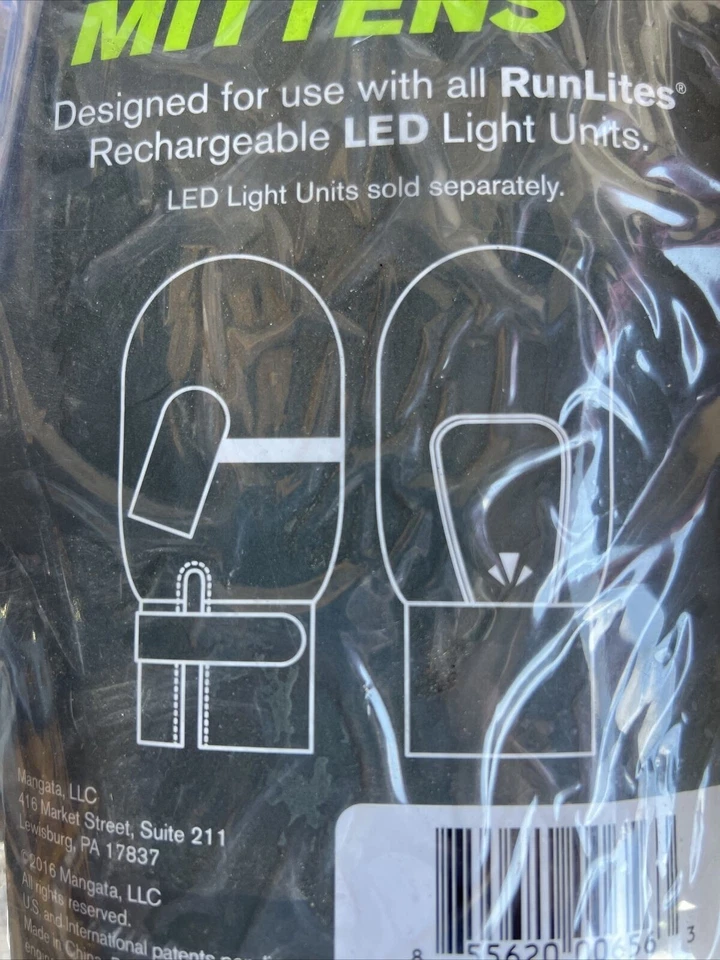 MITTENS
Designed for use with all RunLites®
Rechargeable LED Light Units.
LED Light Units sold separately.
Mangata, LLC
416 Market Street, Suite 211
Lewisburg, PA 17837
©2016 Mangata, LLC
All rights reserved.
U.S. and International patents
Made in China.
8 55620 00656 3